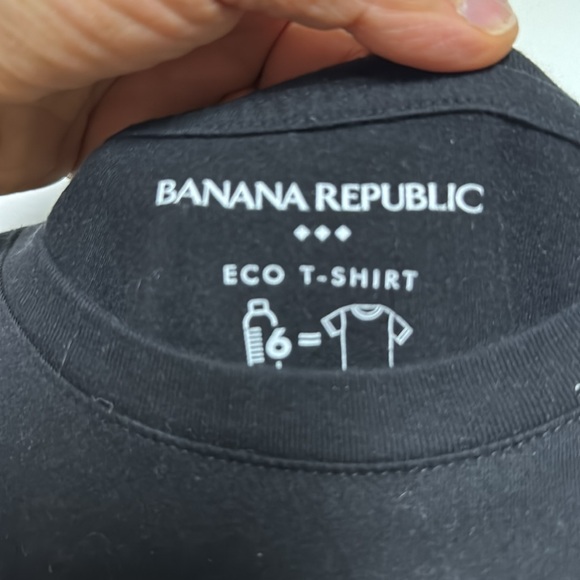 BANANA REPUBLIC
ECO T-SHIRT
6 =